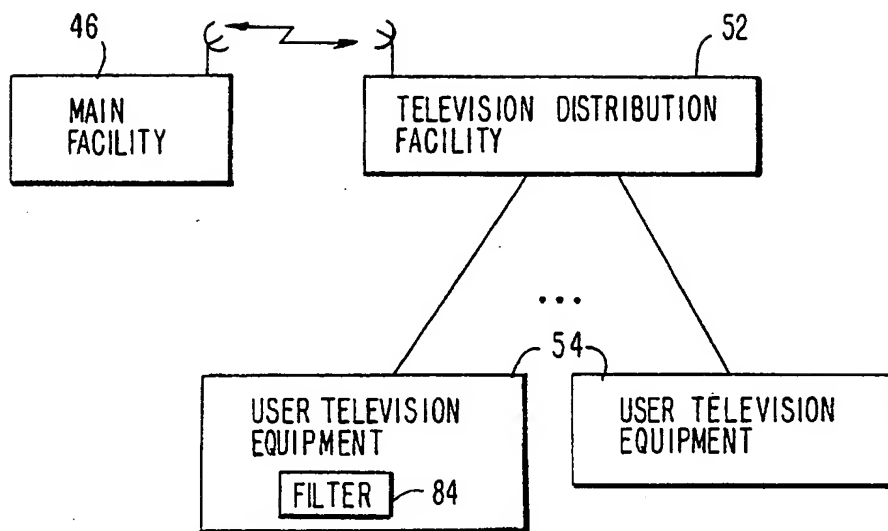 46
52
MAIN
FACILITY
TELEVISION DISTRIBUTION
FACILITY
...
54
USER TELEVISION
EQUIPMENT
FILTER
84
USER TELEVISION
EQUIPMENT